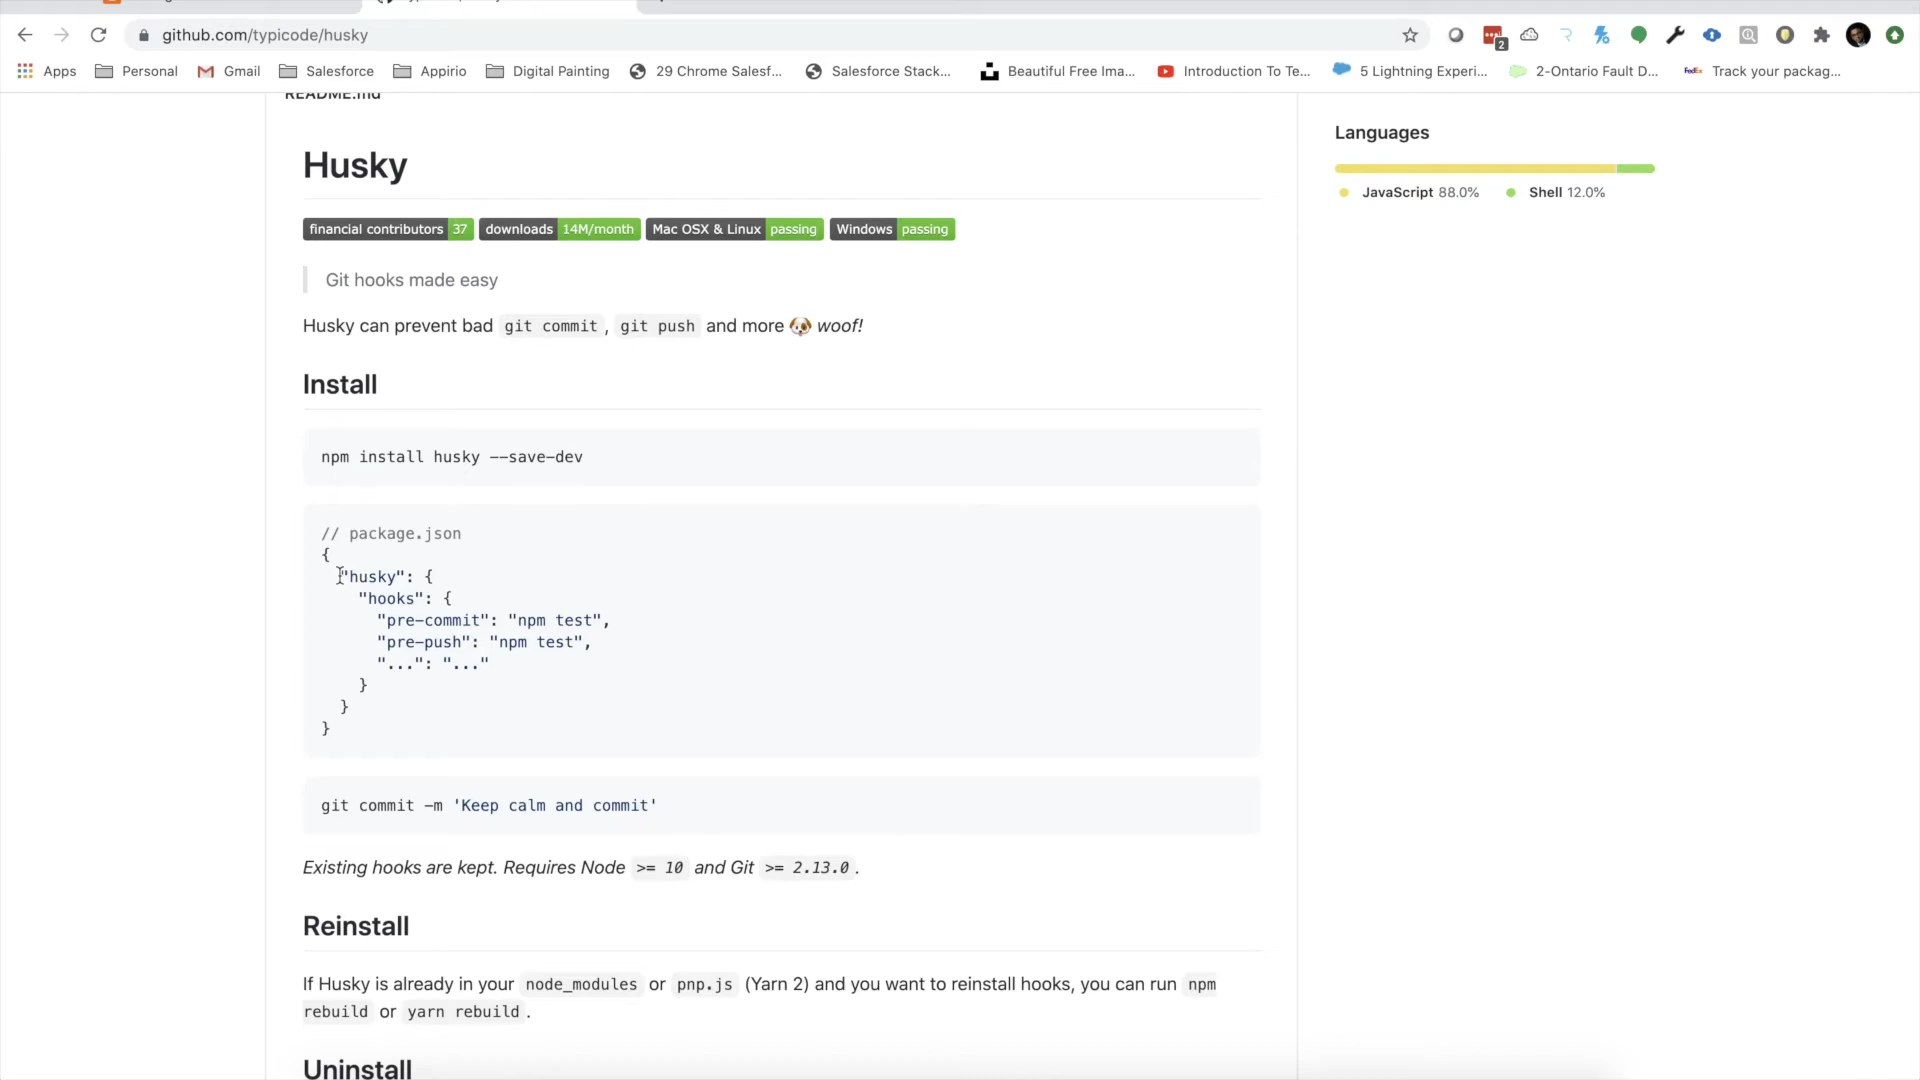 github.com/typicode/husky
2
Apps Personal Gmail Salesforce Appirio Digital Painting 29 Chrome Salesf... Salesforce Stack... Beautiful Free Ima... Introduction To Te... 5 Lightning Experi... 2-Ontario Fault D... FedEx Track your packag...
README.md
Husky
financial contributors 37 downloads 14M/month Mac OSX & Linux passing Windows passing
Git hooks made easy
Husky can prevent bad git commit, git push and more 🐶 woof!
Install
npm install husky --save-dev
// package.json
{
"husky": {
"hooks": {
"pre-commit": "npm test",
"pre-push": "npm test",
"...": "..."
}
}
}
git commit -m 'Keep calm and commit'
Existing hooks are kept. Requires Node >= 10 and Git >= 2.13.0.
Reinstall
If Husky is already in your node_modules or pnp.js (Yarn 2) and you want to reinstall hooks, you can run npm
rebuild or yarn rebuild.
Uninstall
Languages
JavaScript 88.0% Shell 12.0%